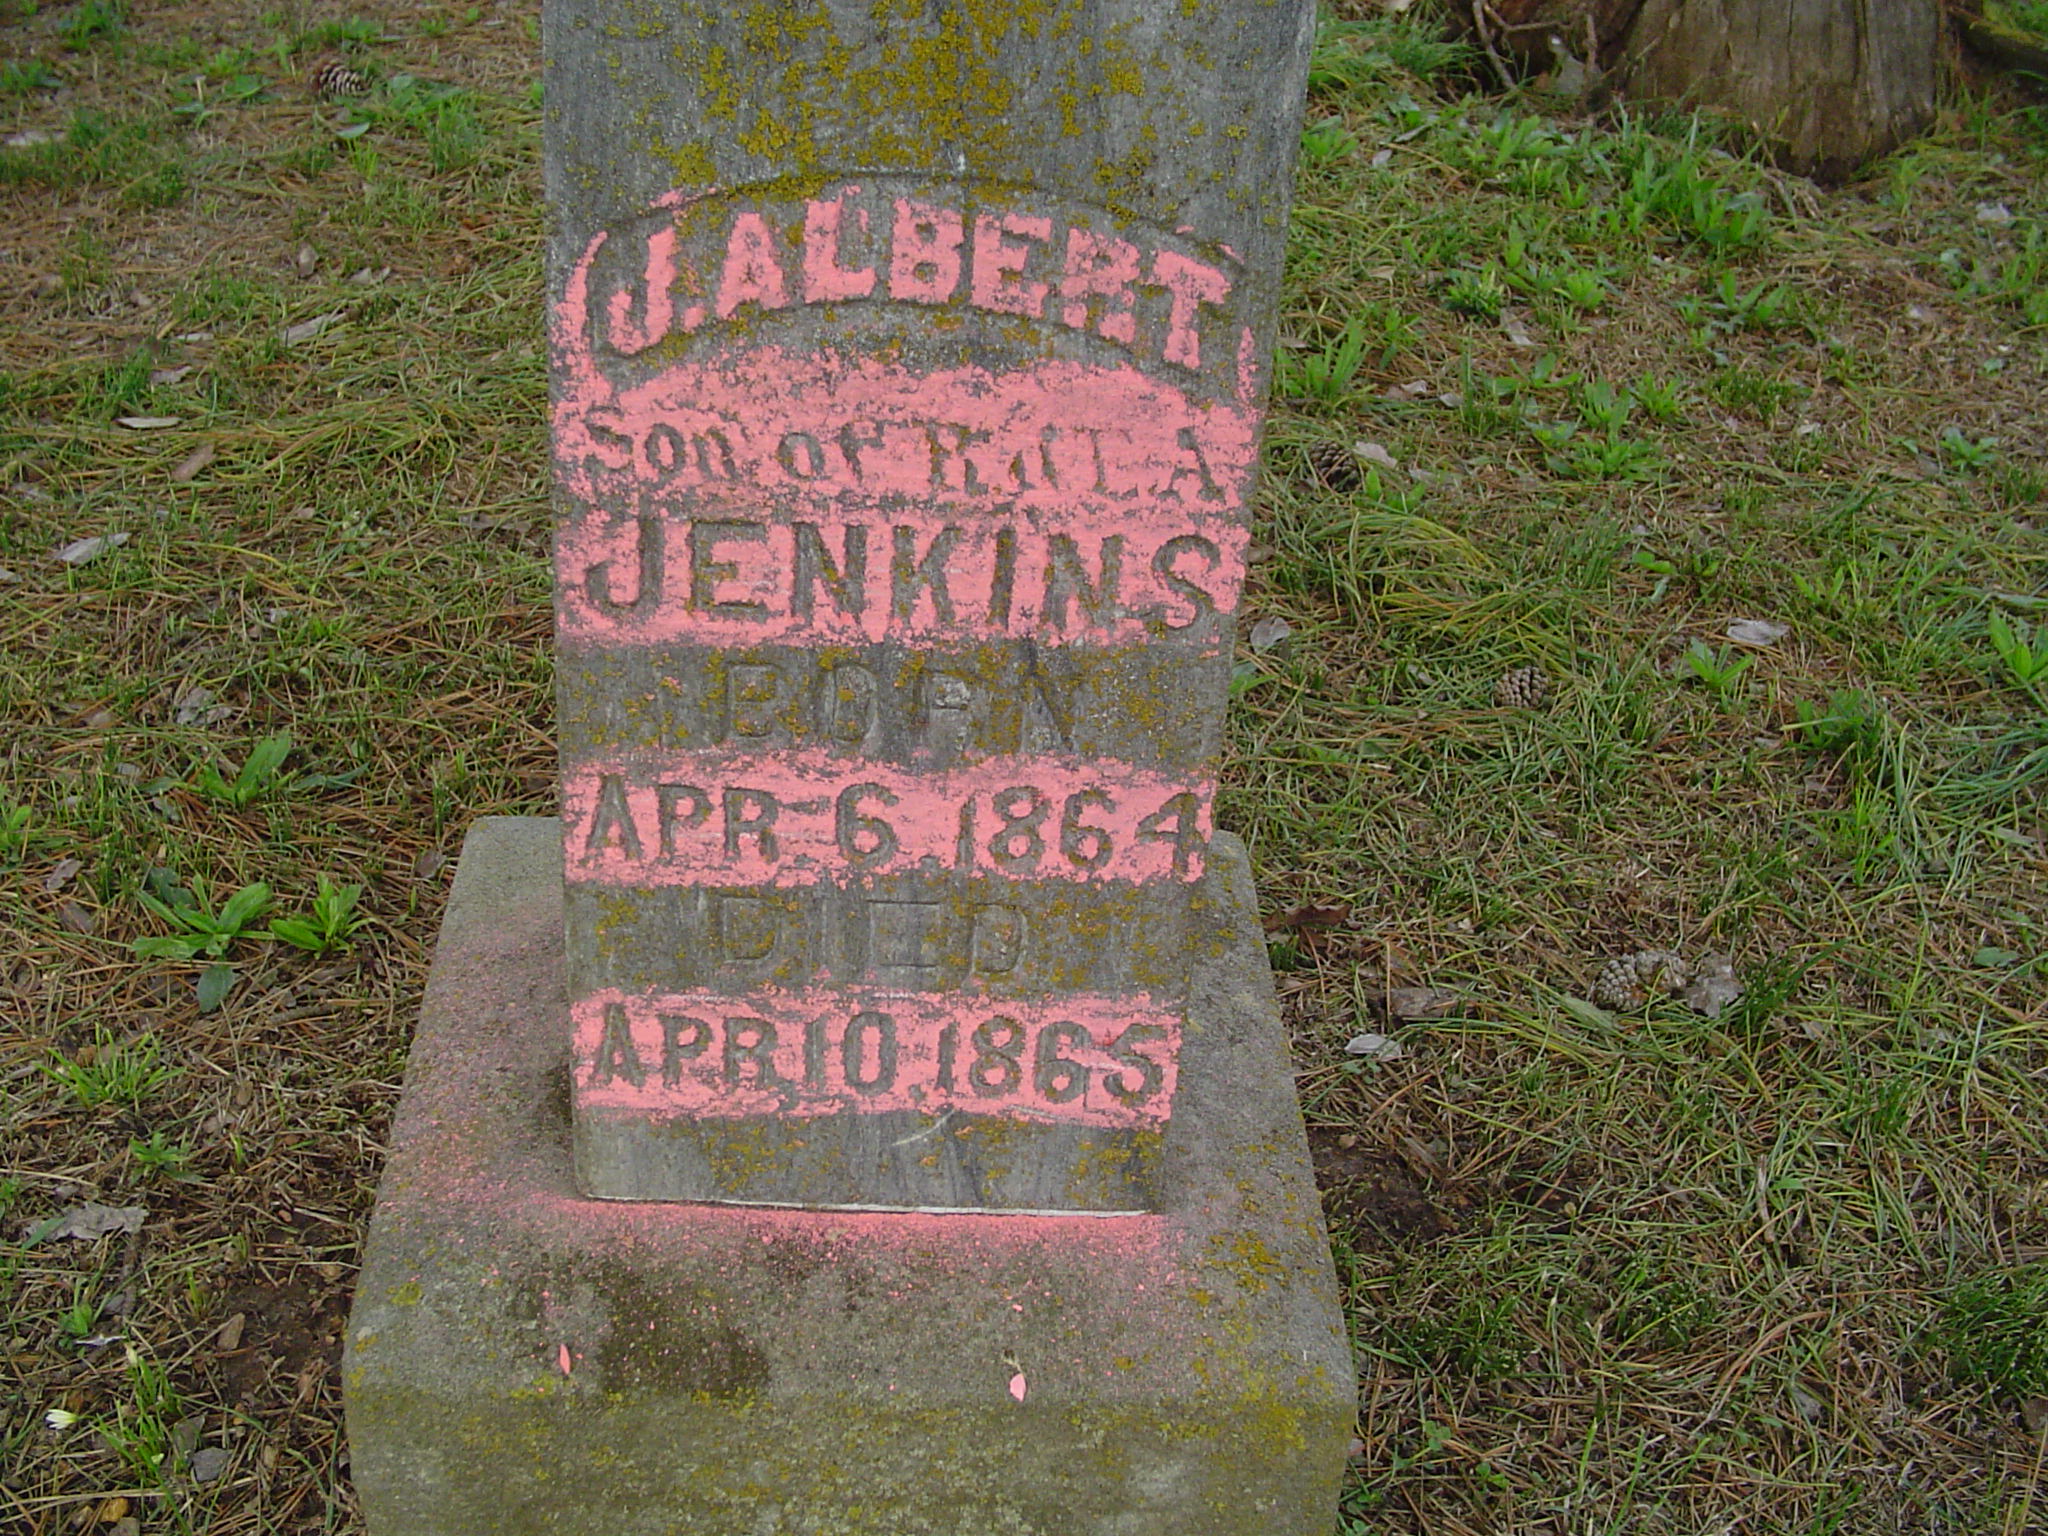 J. ALBERT
SON OF
JENKINS
BORN
APR. 6. 1864
DIED
APR. 10. 1865